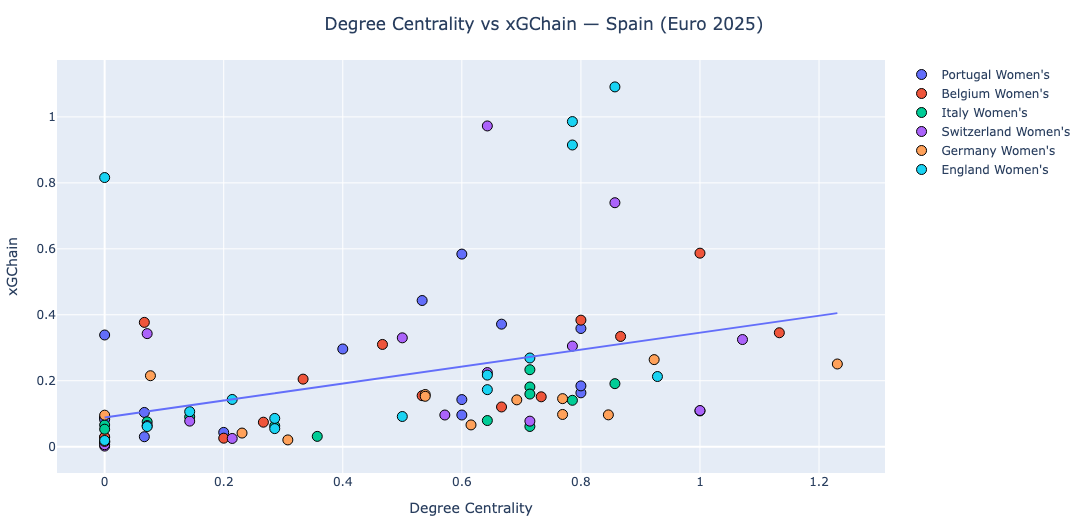 Degree Centrality vs xGChain — Spain (Euro 2025)
Portugal Women's
Belgium Women's
Italy Women's
Switzerland Women's
Germany Women's
England Women's
xGChain
1
0.8
0.6
0.4
0.2
0
0
0.2
0.4
0.6
0.8
1
1.2
Degree Centrality